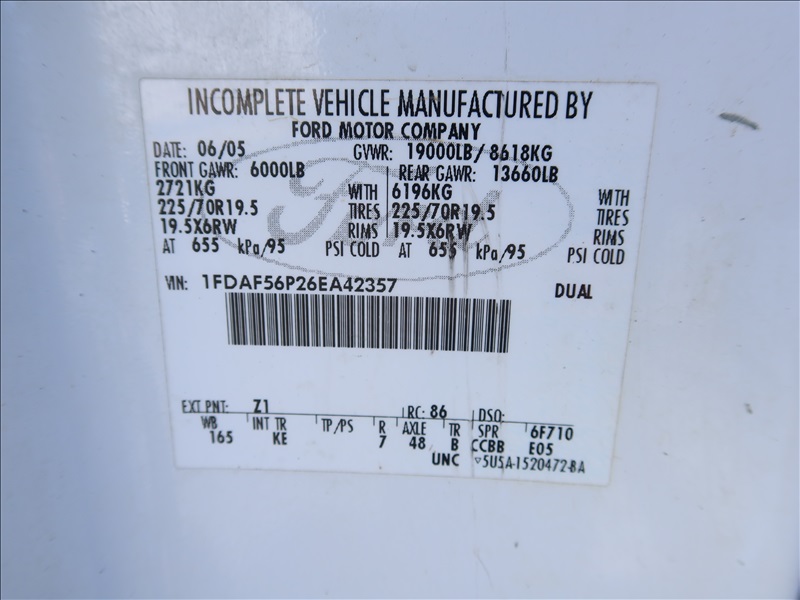 INCOMPLETE VEHICLE MANUFACTURED BY
FORD MOTOR COMPANY
DATE: 06/05 GVWR: 19000LB/ 8618KG
FRONT GAWR: 6000LB REAR GAWR: 13660LB
2721KG WITH 6196KG WITH
225/70R19.5 TIRES 225/70R19.5 TIRES
19.5X6RW RIMS 19.5X6RW RIMS
AT 655 kPa/95 PSI COLD AT 655 kPa/95 PSI COLD
VIN: 1FDAF56P26EA42357 DUAL
EXT PNT: Z1 RC: 86 DSO:
WB INT TR TP/PS R AXLE TR SPR 6F710
165 KE 7 48 B CCBB E05
UNC ▽5U5A-1520472-BA
Ford